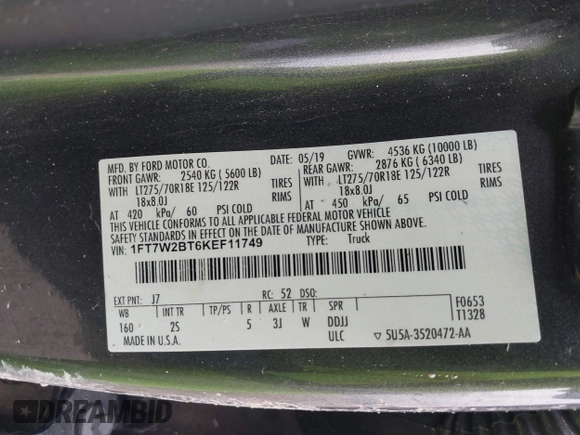 MFD. BY FORD MOTOR CO.
05/19
GVWR: 4536 KG (10000 LB)
FRONT GAWR: 2540 KG ( 5600 LB)
REAR GAWR: 2876 KG ( 6340 LB)
WITH LT275/70R18E 125/122R TIRES
WITH LT275/70R18E 125/122R TIRES
18x8.0J RIMS
18x8.0J RIMS
AT 420 kPa/ 60 PSI COLD
AT 450 kPa/ 65 PSI COLD
THIS VEHICLE CONFORMS TO ALL APPLICABLE FEDERAL MOTOR VEHICLE
SAFETY STANDARDS IN EFFECT ON THE DATE OF MANUFACTURE SHOWN ABOVE.
VIN: 1FT7W2BT6KEF11749
TYPE: Truck
EXT PNT: J7
RC: 52 DSO:
F0653
T1328
WB INT TR TP/PS R AXLE TR SPR
160 2S 5 3J W DDJJ
MADE IN U.S.A.
ULC
5U5A-3520472-AA
DREAMBID